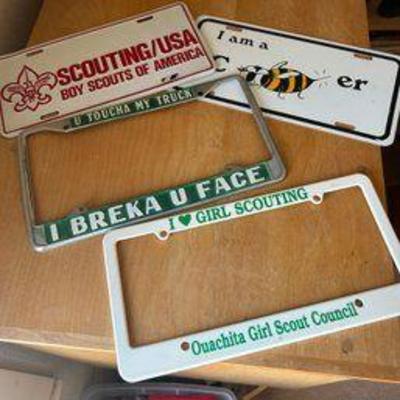 SCOUTING/USA
BOY SCOUTS OF AMERICA
I am a
er
U TOUCHA MY TRUCK
I BREKA U FACE
I ♥ GIRL SCOUTING
Ouachita Girl Scout Council